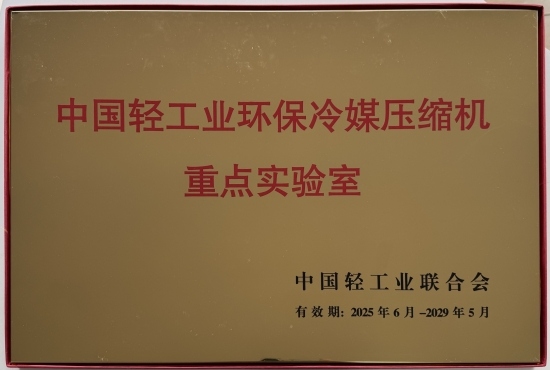 中国轻工业环保冷媒压缩机
重点实验室
中国轻工业联合会
有效期: 2025年6月-2029年5月